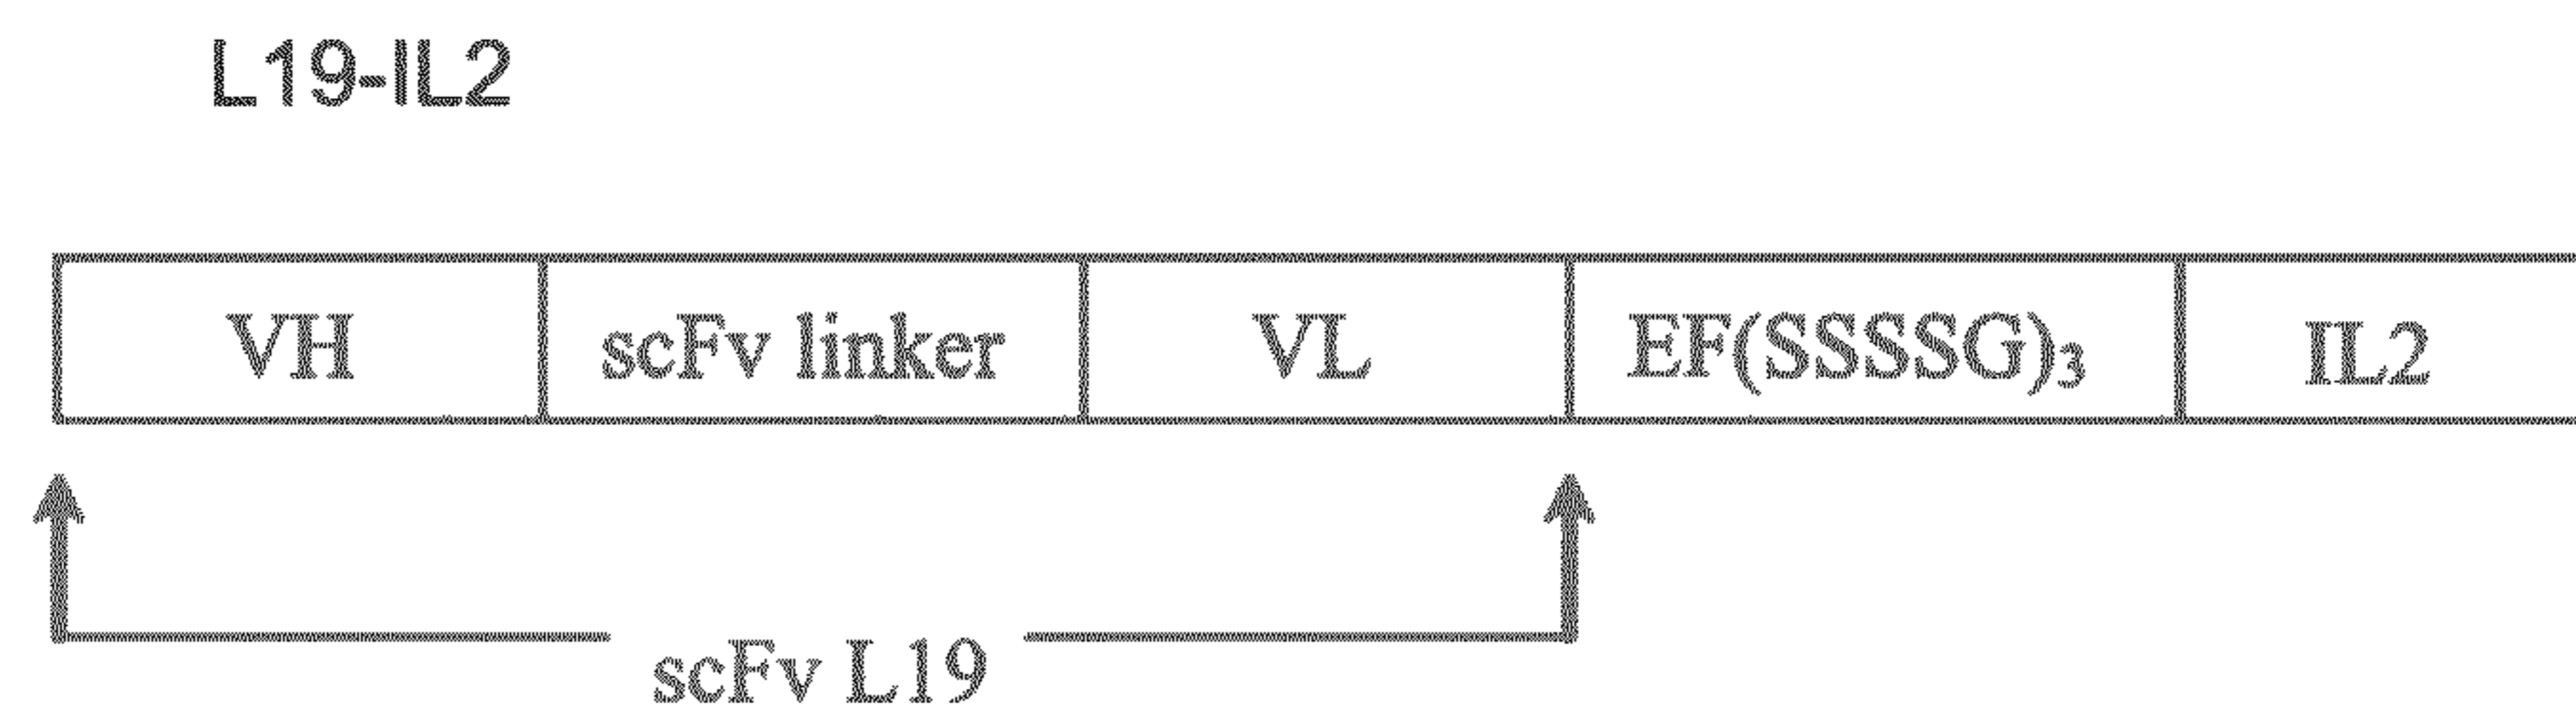 L19-IL2
VH scFv linker VL EF(SSSSG)₃ IL2
scFv L19